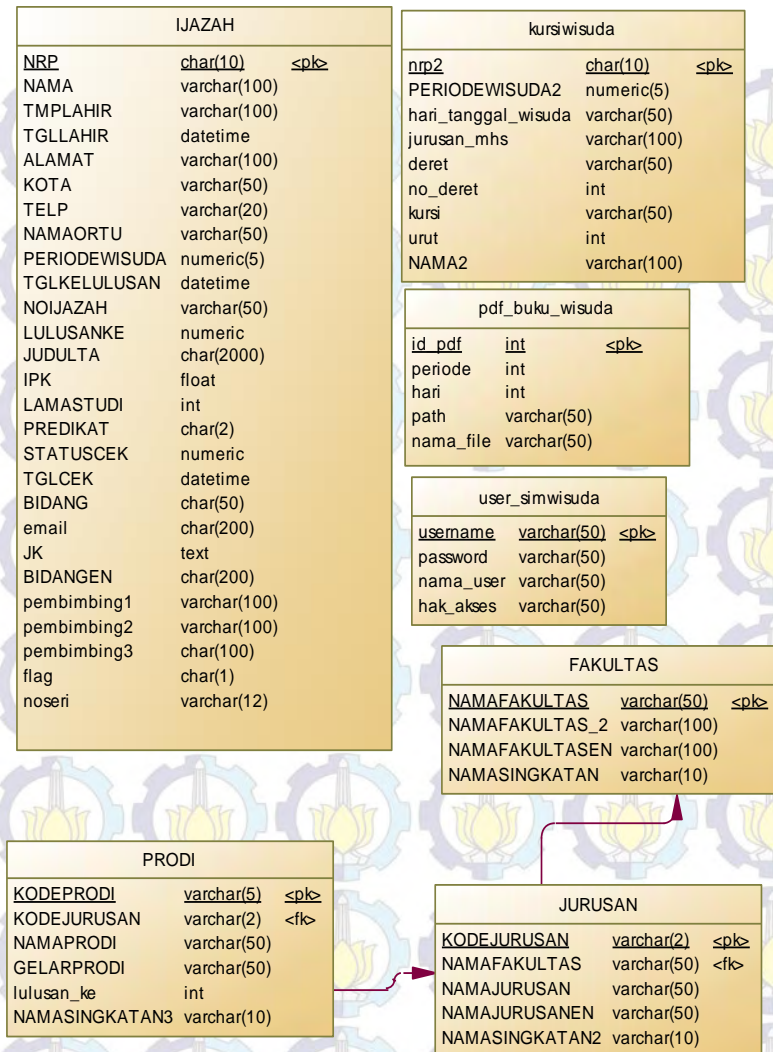 IJAZAH
NRP char(10) <pk>
NAMA varchar(100)
TMPLAHIR varchar(100)
TGLLAHIR datetime
ALAMAT varchar(100)
KOTA varchar(50)
TELP varchar(20)
NAMAORTU varchar(50)
PERIODEWISUDA numeric(5)
TGLKELULUSAN datetime
NOIJAZAH varchar(50)
LULUSANKE numeric
JUDULTA char(2000)
IPK float
LAMASTUDI int
PREDIKAT char(2)
STATUSCEK numeric
TGLCEK datetime
BIDANG char(50)
email char(200)
JK text
BIDANGEN char(200)
pembimbing1 varchar(100)
pembimbing2 varchar(100)
pembimbing3 char(100)
flag char(1)
noseri varchar(12)
kursiwisuda
nrp2 char(10) <pk>
PERIODEWISUDA2 numeric(5)
hari_tanggal_wisuda varchar(50)
jurusan_mhs varchar(100)
deret varchar(50)
no_deret int
kursi varchar(50)
urut int
NAMA2 varchar(100)
pdf_buku_wisuda
id_pdf int <pk>
periode int
hari int
path varchar(50)
nama_file varchar(50)
user_simwisuda
username varchar(50) <pk>
password varchar(50)
nama_user varchar(50)
hak_akses varchar(50)
FAKULTAS
NAMAFAKULTAS varchar(50) <pk>
NAMAFAKULTAS_2 varchar(100)
NAMAFAKULTASEN varchar(100)
NAMASINGKATAN varchar(10)
PRODI
KODEPRODI varchar(5) <pk>
KODEJURUSAN varchar(2) <fk>
NAMAPRODI varchar(50)
GELARPRODI varchar(50)
lulusan_ke int
NAMASINGKATAN3 varchar(10)
JURUSAN
KODEJURUSAN varchar(2) <pk>
NAMAFAKULTAS varchar(50) <fk>
NAMAJURUSAN varchar(50)
NAMAJURUSANEN varchar(50)
NAMASINGKATAN2 varchar(10)